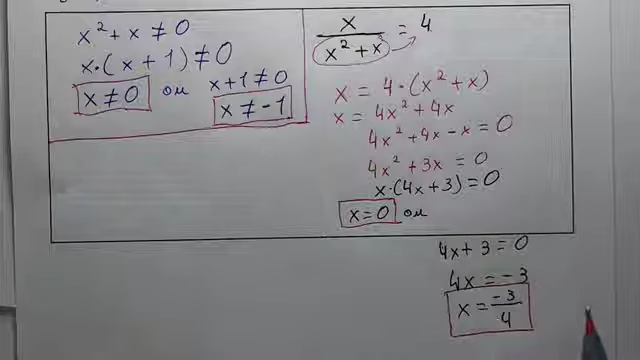 x² + x ≠ 0
x · (x + 1) ≠ 0
x ≠ 0 ou x + 1 ≠ 0
x ≠ -1
x / (x² + x) = 4
x = 4 · (x² + x)
x = 4x² + 4x
4x² + 4x - x = 0
4x² + 3x = 0
x · (4x + 3) = 0
x = 0 ou
4x + 3 = 0
4x = -3
x = -3/4